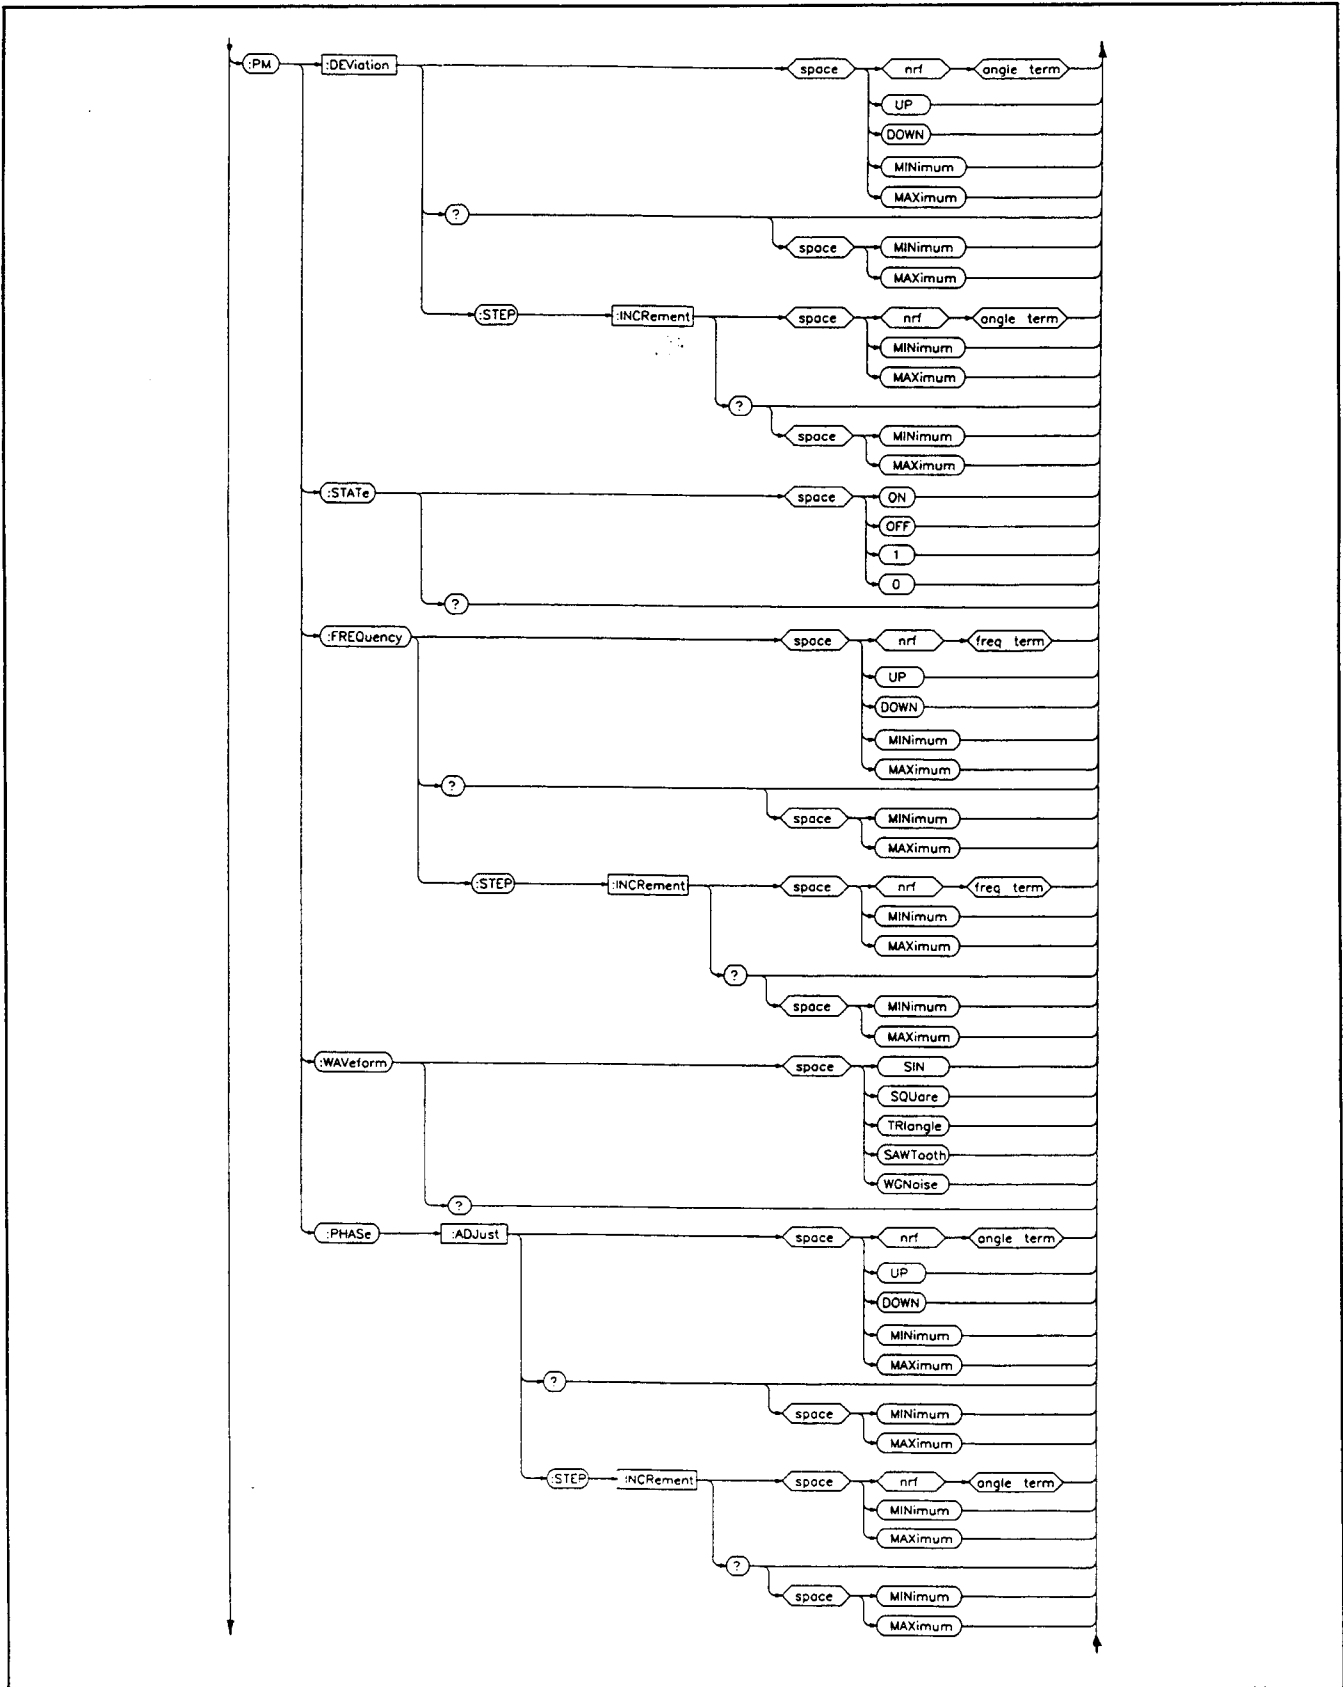 :PM :DEViation space nrf angle term
UP
DOWN
MINimum
MAXimum
?
space MINimum
MAXimum
:STEP :INCRement space nrf angle term
MINimum
MAXimum
?
space MINimum
MAXimum
:STATe space ON
OFF
1
0
?
:FREQuency space nrf freq term
UP
DOWN
MINimum
MAXimum
?
space MINimum
MAXimum
:STEP :INCRement space nrf freq term
MINimum
MAXimum
?
space MINimum
MAXimum
:WAVeform space SIN
SQUare
TRIangle
SAWTooth
WGNoise
?
:PHASe :ADJust space nrf angle term
UP
DOWN
MINimum
MAXimum
?
space MINimum
MAXimum
:STEP :INCRement space nrf angle term
MINimum
MAXimum
?
space MINimum
MAXimum